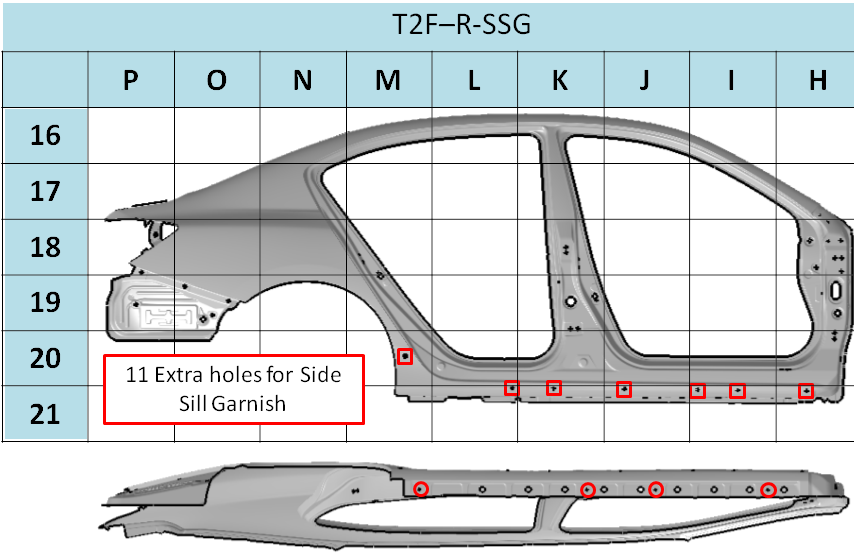 T2F–R-SSG
P O N M L K J I H
16
17
18
19
20
21
11 Extra holes for Side
Sill Garnish